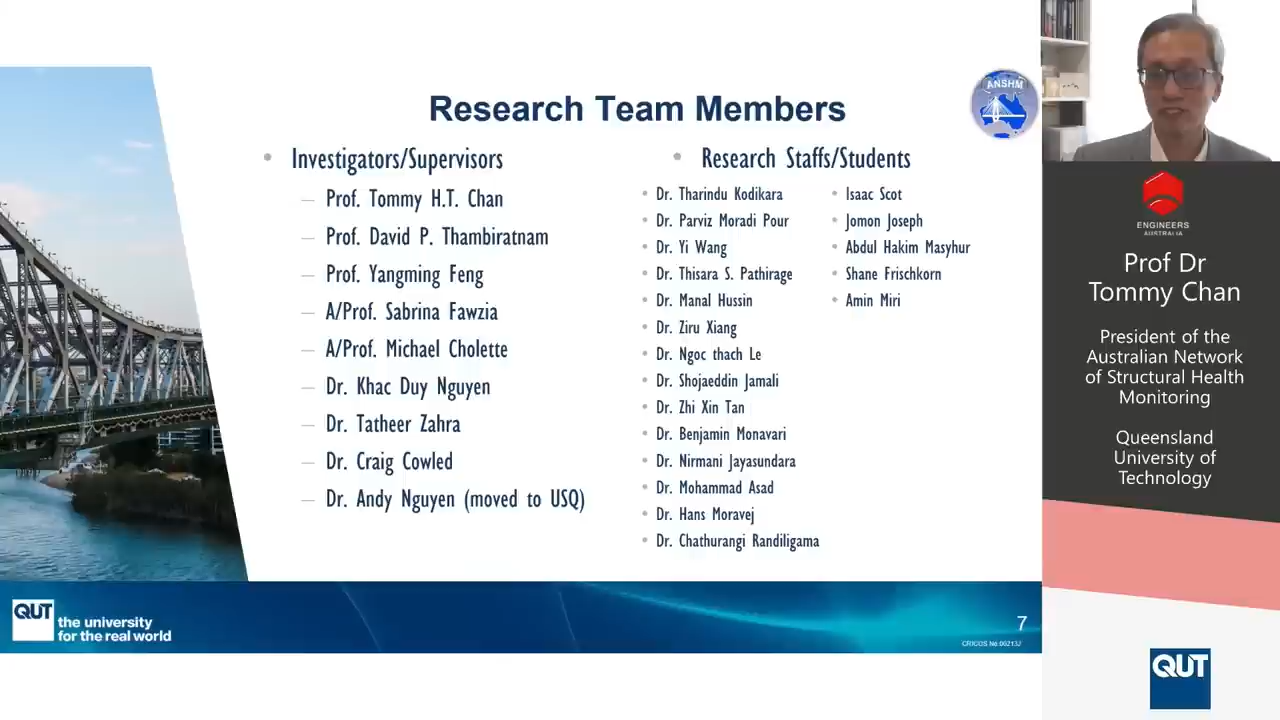 ANSHM
Research Team Members
Investigators/Supervisors
Prof. Tommy H.T. Chan
Prof. David P. Thambiratnam
Prof. Yangming Feng
A/Prof. Sabrina Fawzia
A/Prof. Michael Cholette
Dr. Khac Duy Nguyen
Dr. Tatheer Zahra
Dr. Craig Cowled
Dr. Andy Nguyen (moved to USQ)
Research Staffs/Students
Dr. Tharindu Kodikara
Dr. Parviz Moradi Pour
Dr. Yi Wang
Dr. Thisara S. Pathirage
Dr. Manal Hussin
Dr. Ziru Xiang
Dr. Ngoc thach Le
Dr. Shojaeddin Jamali
Dr. Zhi Xin Tan
Dr. Benjamin Monavari
Dr. Nirmani Jayasundara
Dr. Mohammad Asad
Dr. Hans Moravej
Dr. Chathurangi Randiligama
Isaac Scot
Jomon Joseph
Abdul Hakim Masyhur
Shane Frischkorn
Amin Miri
QUT
the university
for the real world
7
CRICOS No.00213J
ENGINEERS
AUSTRALIA
Prof Dr
Tommy Chan
President of the
Australian Network
of Structural Health
Monitoring
Queensland
University of
Technology
QUT